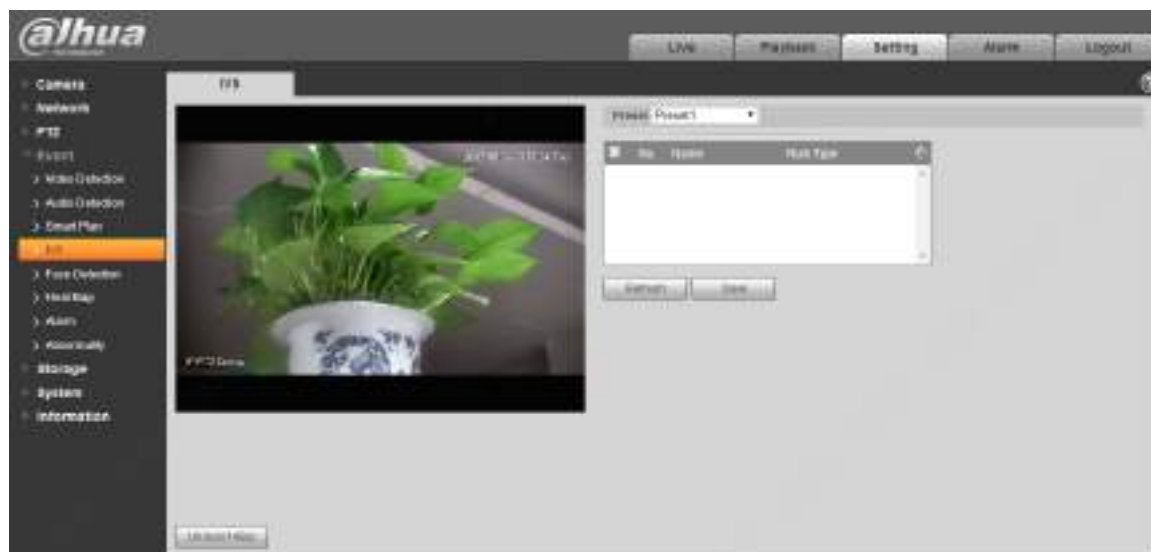 alhua
Live
Playback
Setting
Alarm
Logout
Camera
Network
PTZ
Event
> Video Detection
> Audio Detection
> Smart Plan
> IVS
> Face Detection
> Heat Map
> Alarm
> Abnormality
Storage
System
Information
IVS
Preset Preset1
No. Name Rule Type
Refresh Save